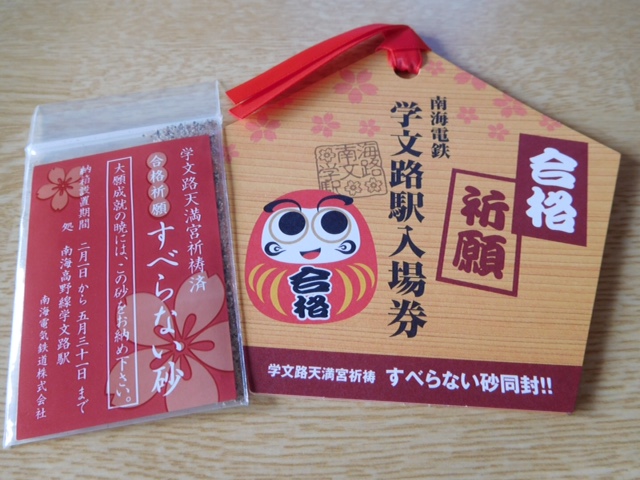 学文路天満宮祈祷済
合格祈願 すべらない砂
大願成就の暁には、この砂をお納め下さい。
納箱設置期間 二月一日から五月三十一日まで
処 南海高野線学文路駅
南海電気鉄道株式会社
南海電鉄
学文路駅入場券
合格
祈願
合格
学文路天満宮祈祷 すべらない砂同封!!